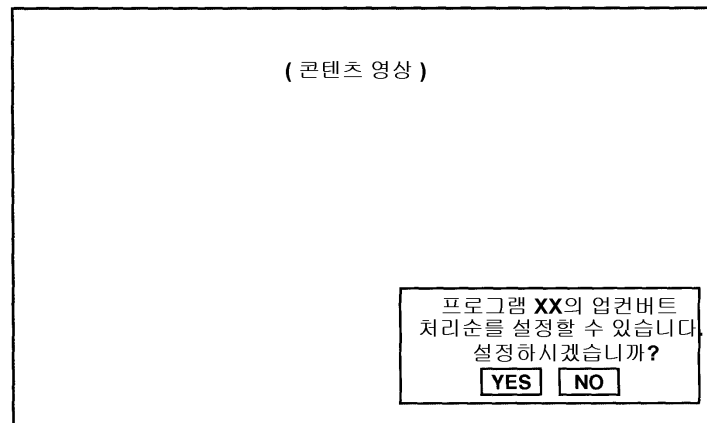 ( 콘텐츠 영상 )
프로그램 XX의 업컨버트
처리순를 설정할 수 있습니다.
설정하시겠습니까?
YES NO